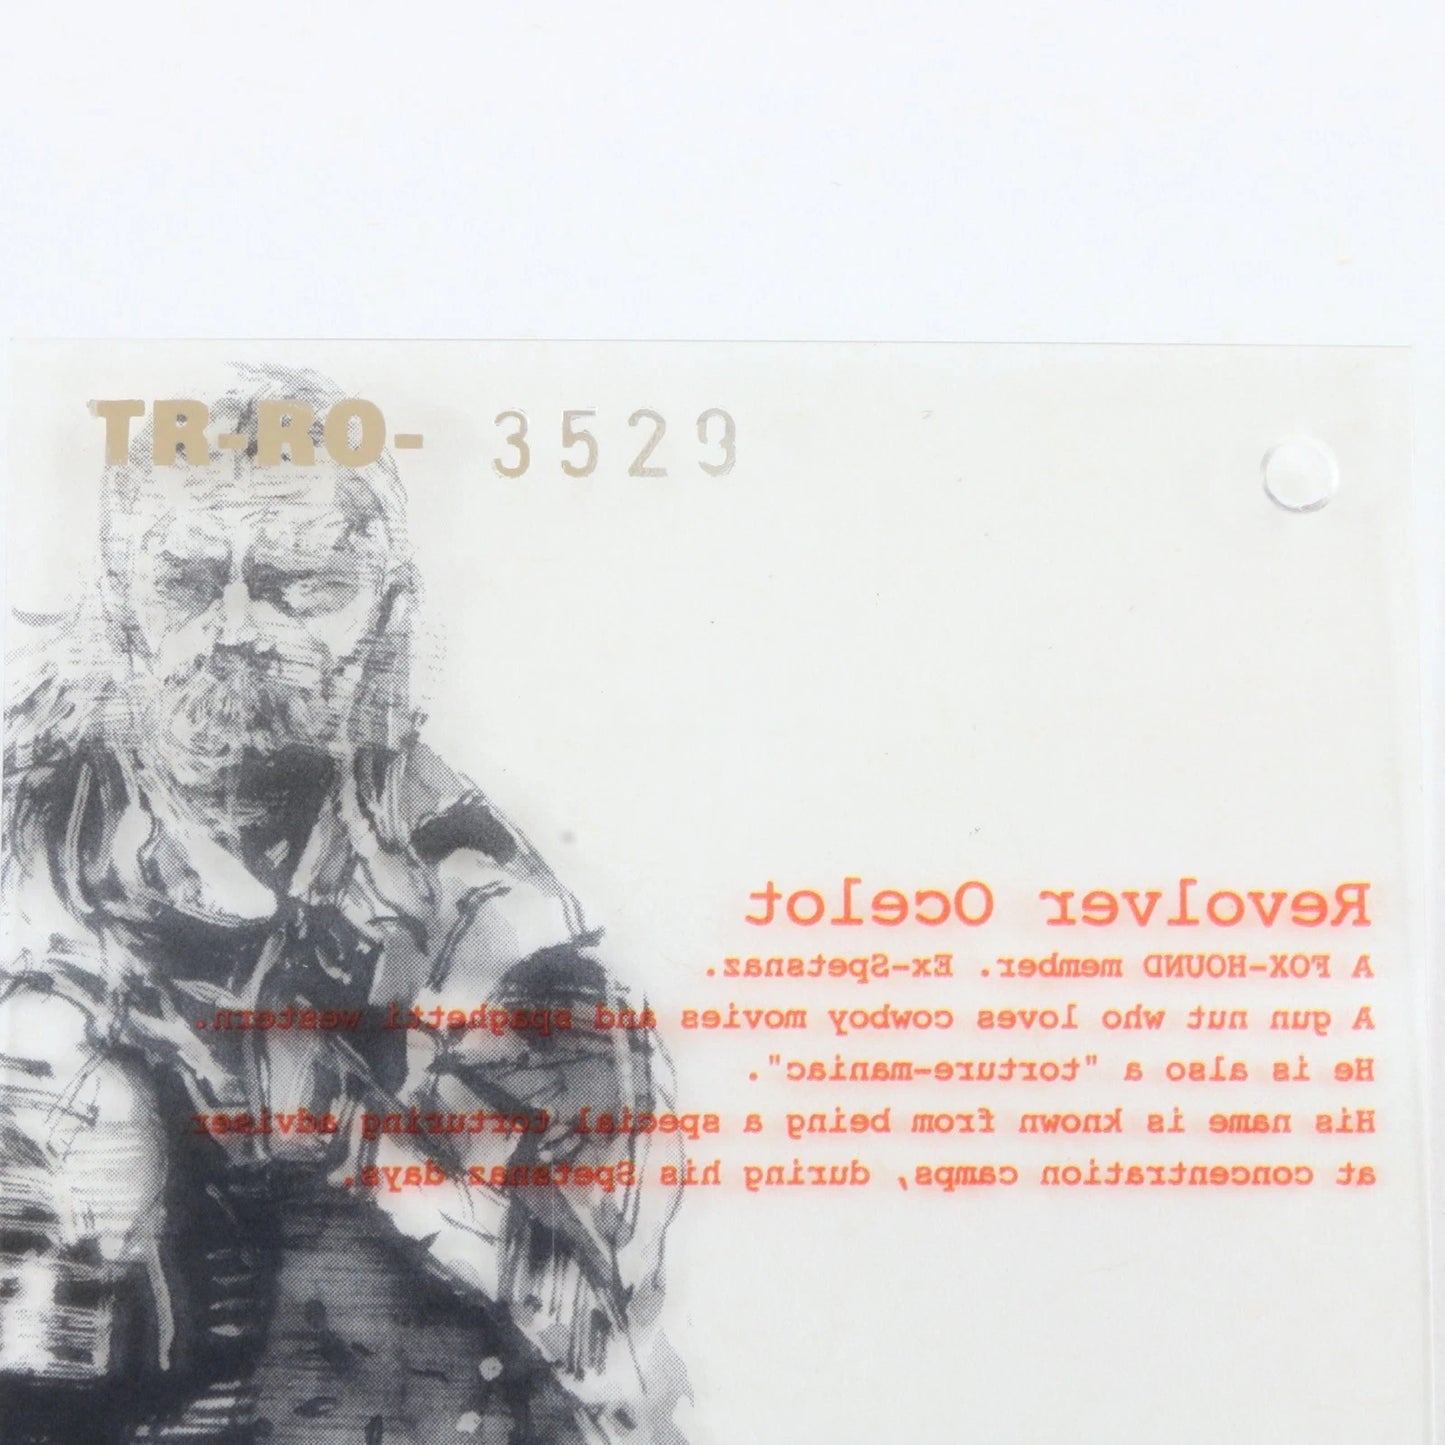 TR-RO- 3529
Revolver Ocelot
A FOX-HOUND member. Ex-Spetsnaz.
A gun nut who loves cowboy movies and spaghetti western.
He is also a "torture-maniac".
His name is known from being a special torturing adviser
at concentration camps, during his Spetsnaz days.